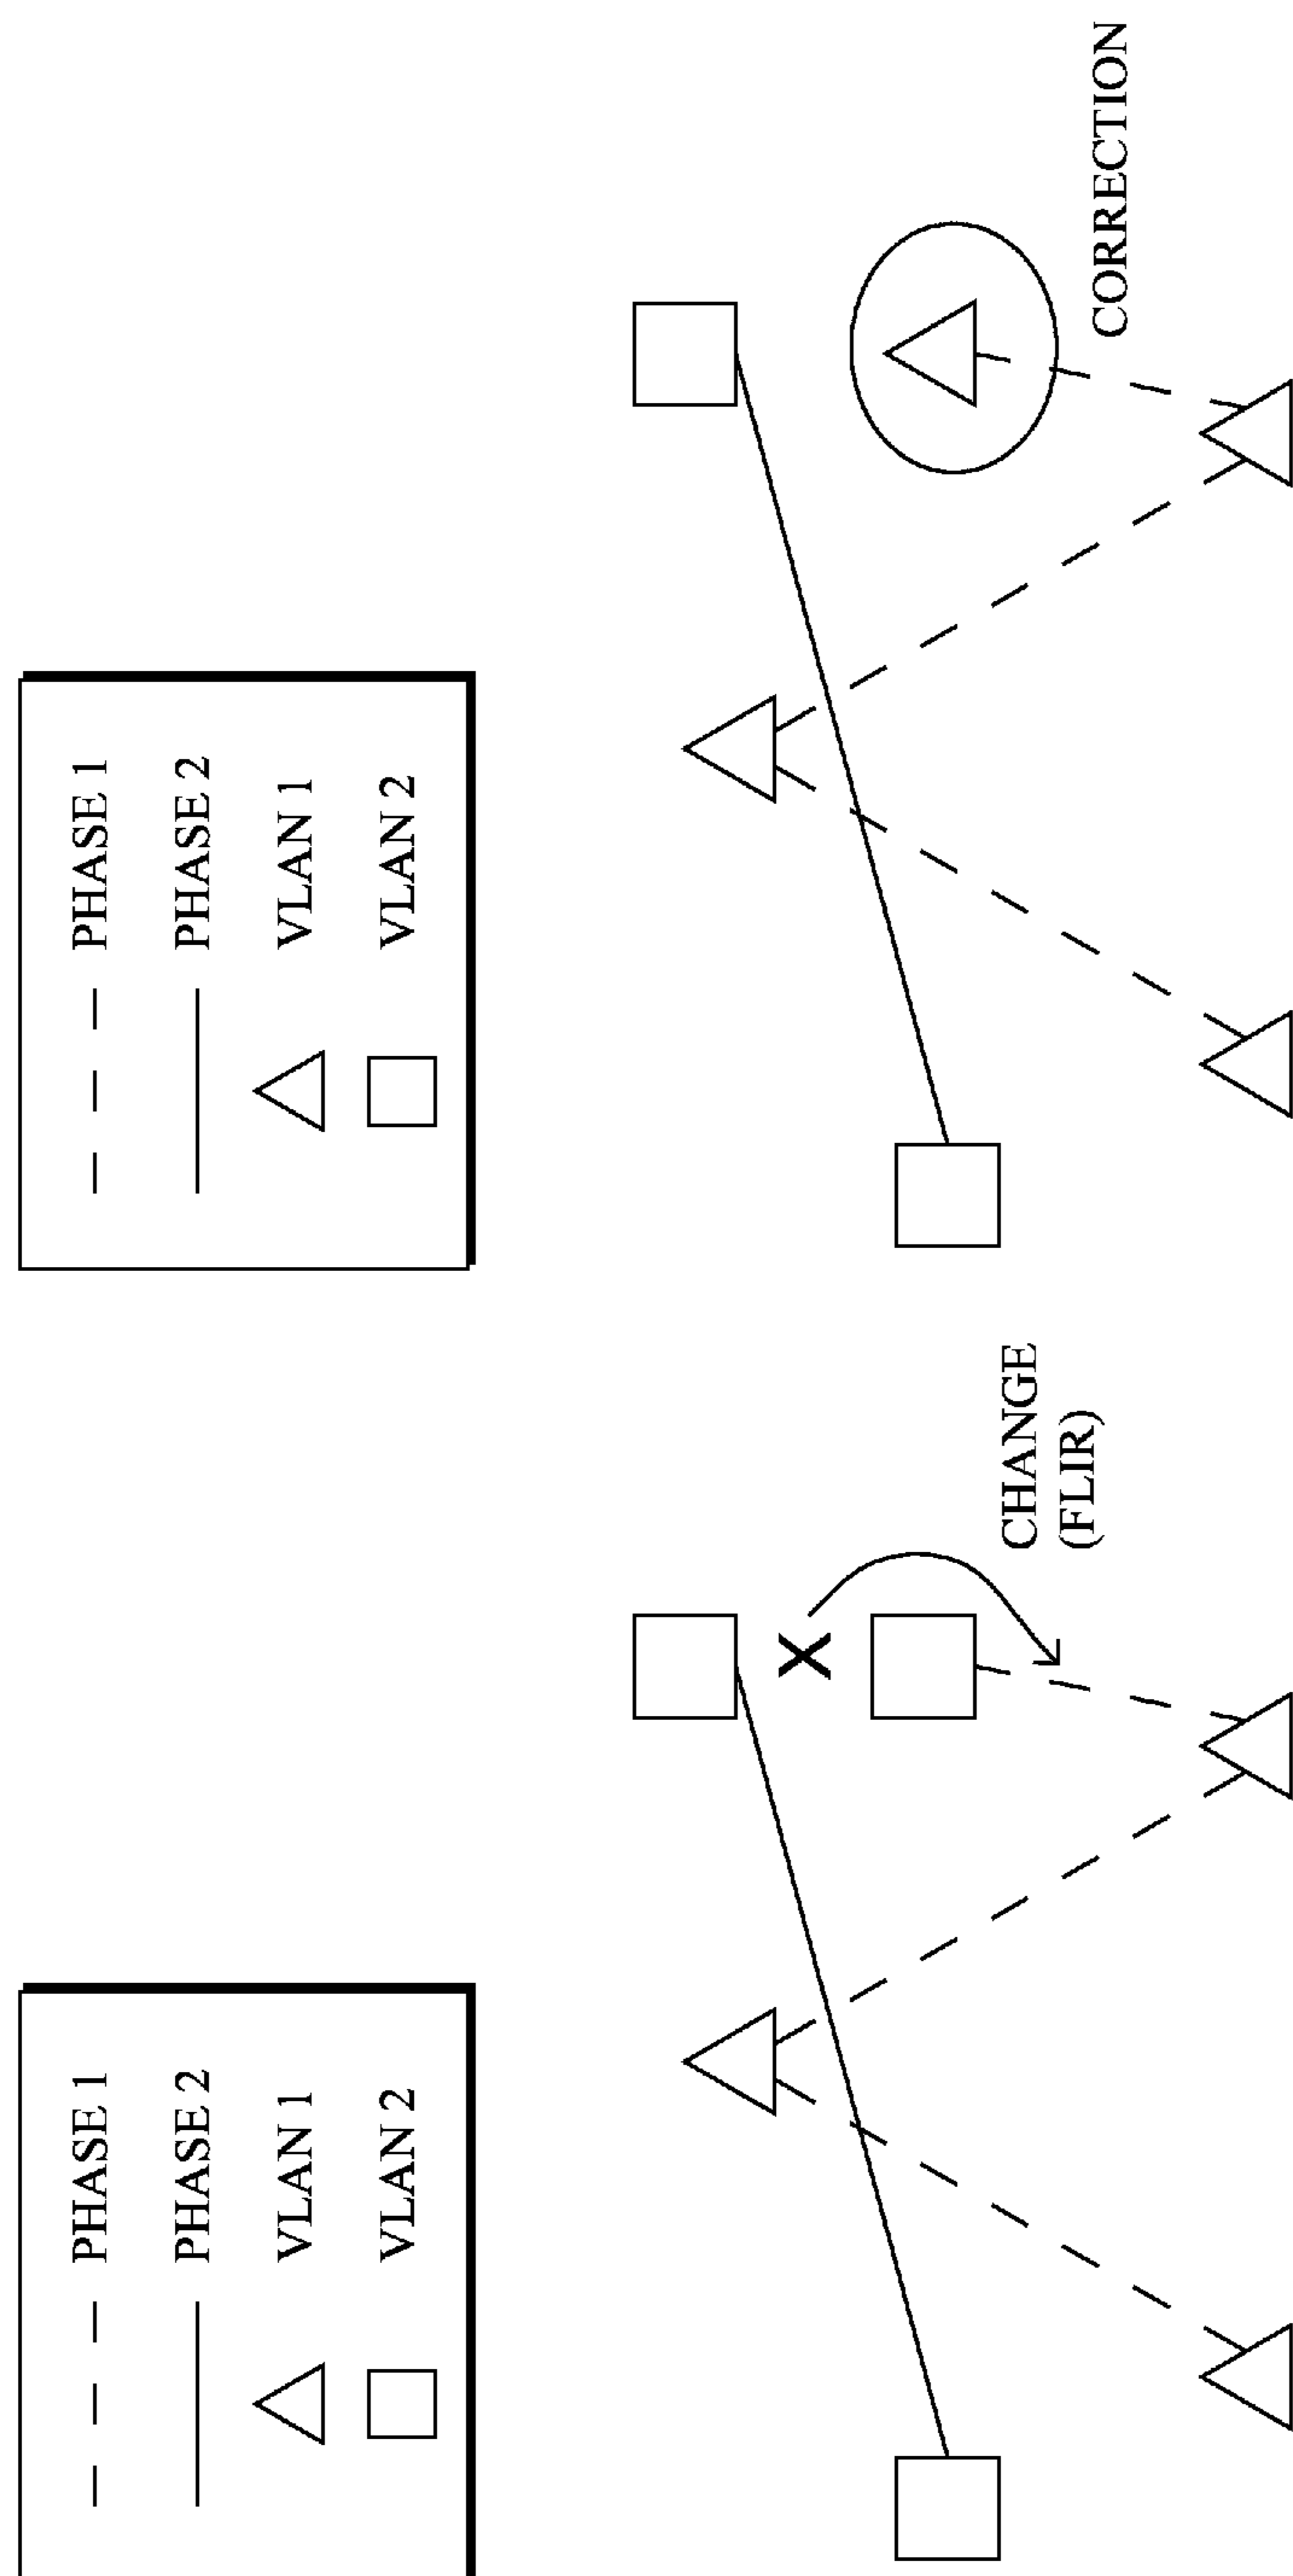 PHASE 1
PHASE 2
VLAN 1
VLAN 2
X
CHANGE
(FLIR)
PHASE 1
PHASE 2
VLAN 1
VLAN 2
CORRECTION